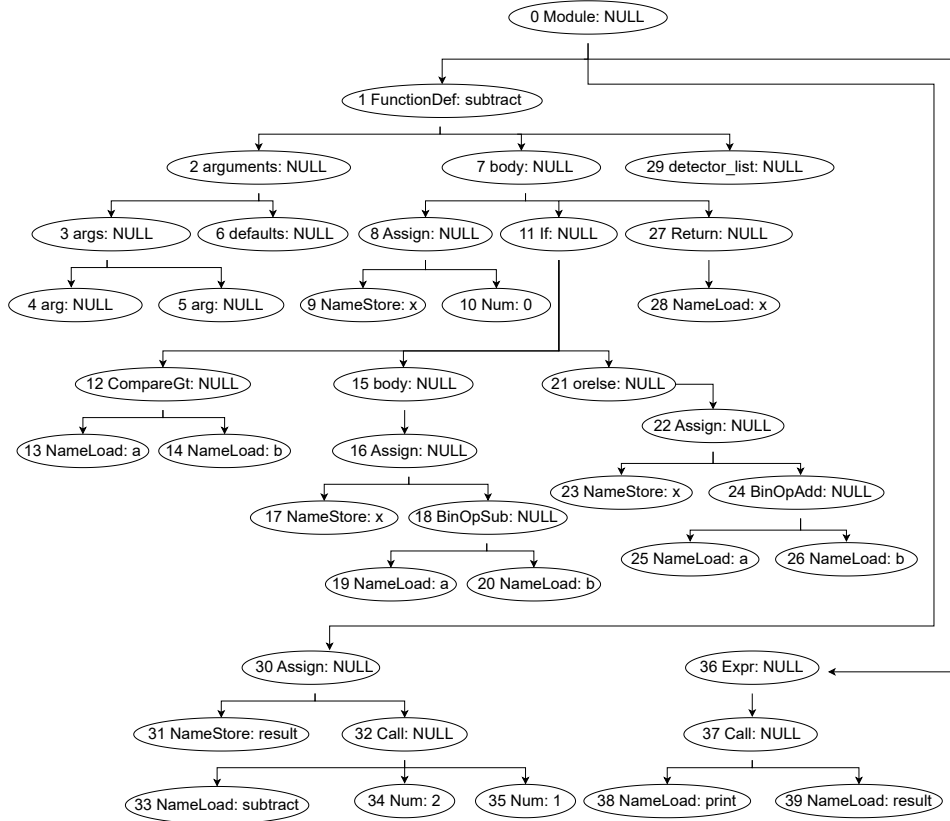 0 Module: NULL
1 FunctionDef: subtract
2 arguments: NULL
7 body: NULL
29 detector_list: NULL
3 args: NULL
6 defaults: NULL
8 Assign: NULL
11 If: NULL
27 Return: NULL
4 arg: NULL
5 arg: NULL
9 NameStore: x
10 Num: 0
28 NameLoad: x
12 CompareGt: NULL
15 body: NULL
21 orelse: NULL
22 Assign: NULL
13 NameLoad: a
14 NameLoad: b
16 Assign: NULL
23 NameStore: x
24 BinOpAdd: NULL
17 NameStore: x
18 BinOpSub: NULL
25 NameLoad: a
26 NameLoad: b
19 NameLoad: a
20 NameLoad: b
30 Assign: NULL
36 Expr: NULL
31 NameStore: result
32 Call: NULL
37 Call: NULL
33 NameLoad: subtract
34 Num: 2
35 Num: 1
38 NameLoad: print
39 NameLoad: result